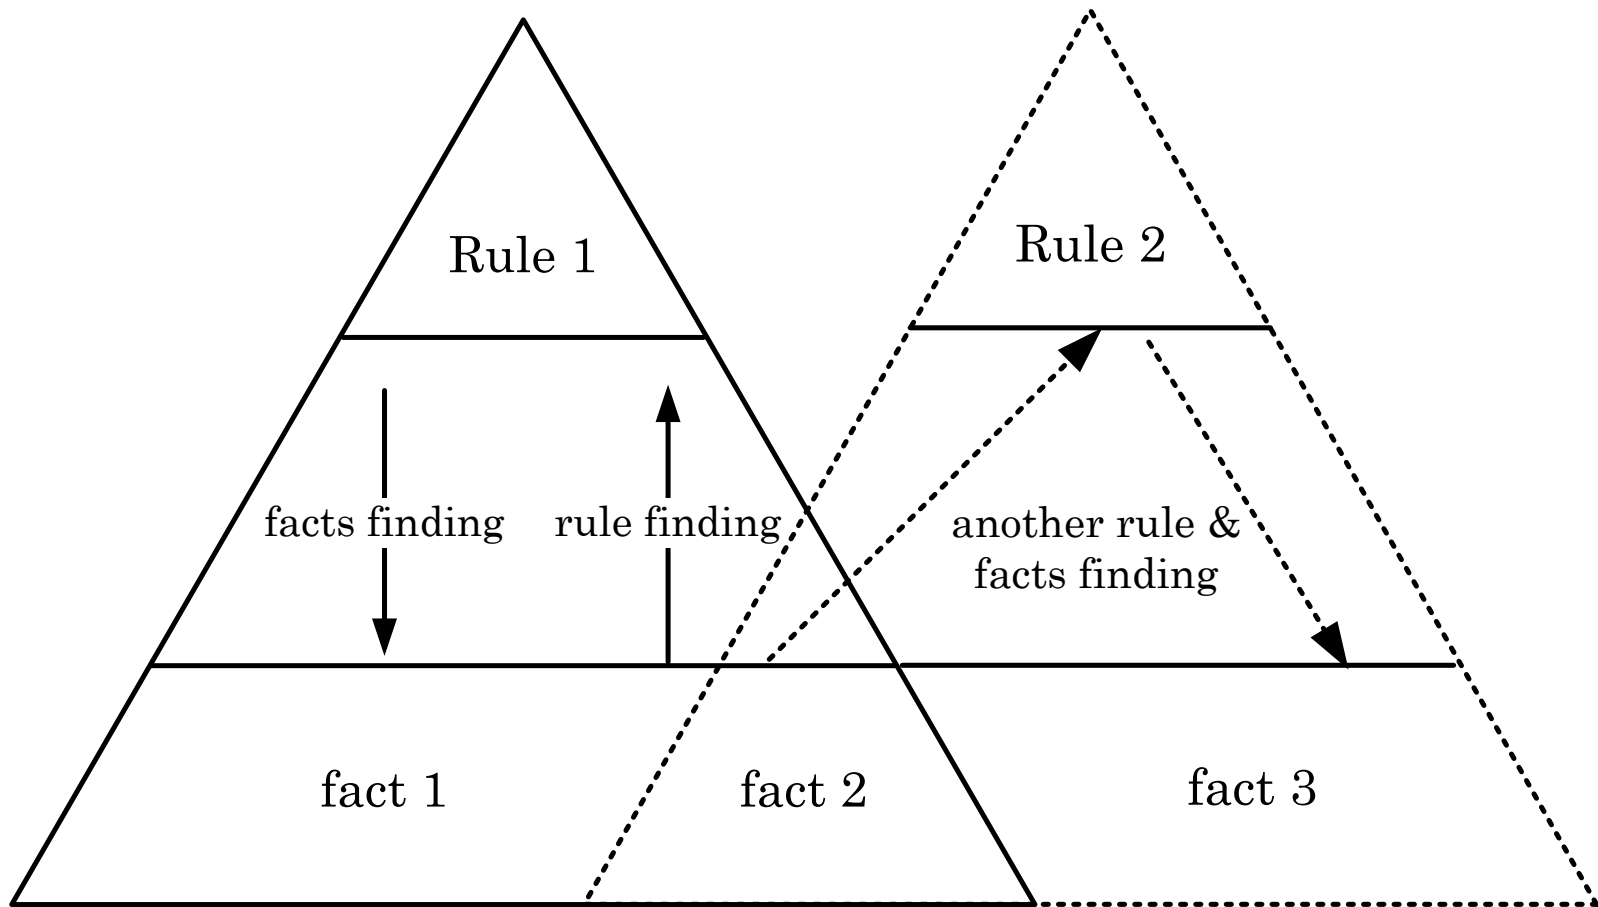 Rule 1
Rule 2
facts finding
rule finding
another rule &
facts finding
fact 1
fact 2
fact 3